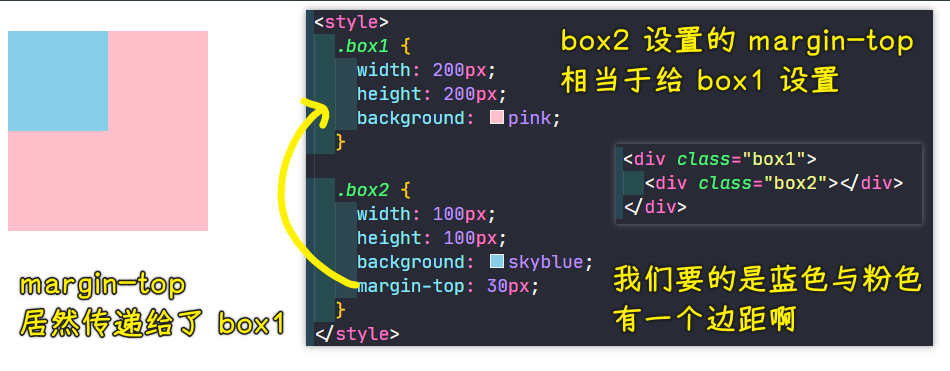 <style>
.box1 {
width: 200px;
height: 200px;
background: pink;
}
.box2 {
width: 100px;
height: 100px;
background: skyblue;
margin-top: 30px;
}
</style>
box2 设置的 margin-top
相当于给 box1 设置
<div class="box1">
<div class="box2"></div>
</div>
我们要的是蓝色与粉色
有一个边距啊
margin-top
居然传递给了 box1